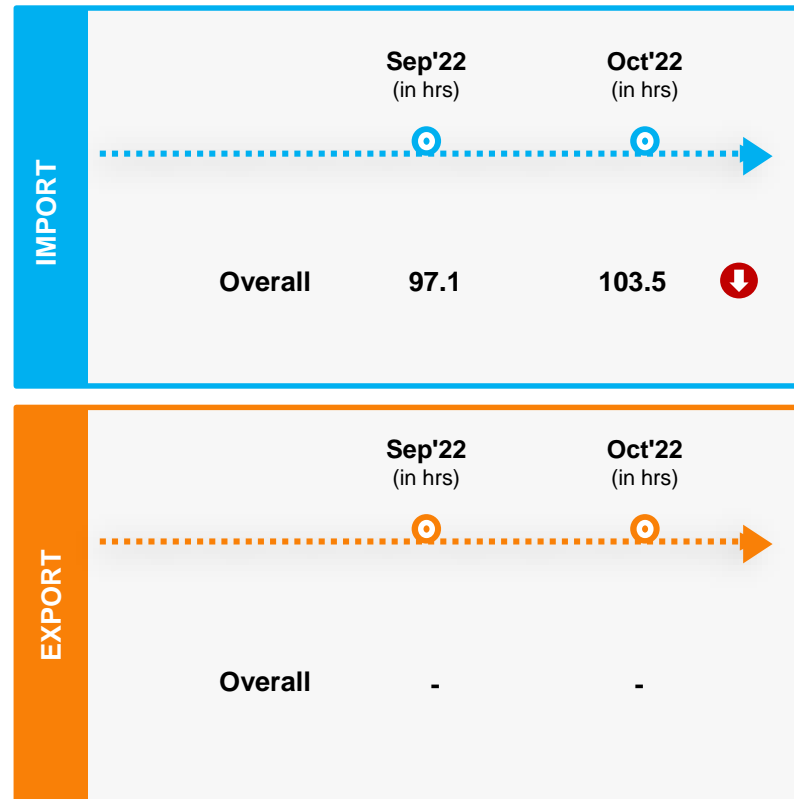 IMPORT
Sep'22 Oct'22
(in hrs) (in hrs)
Overall 97.1 103.5
EXPORT
Sep'22 Oct'22
(in hrs) (in hrs)
Overall - -